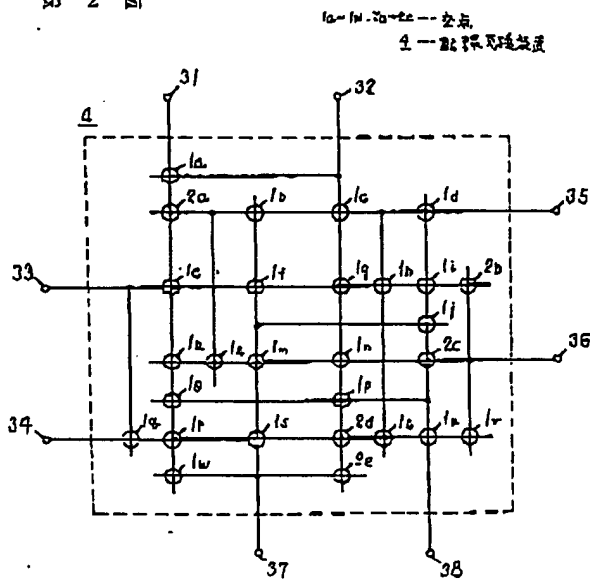 第 2 図
1a~1w, 2a~2e --- 交点
4 ---
31 32
4
1a
2a 1b 1c 1d 35
33 1e 1f 1g 1h 1i 2b
1j
1k 1l 1m 1n 2c 36
1o 1p
34 1q 1r 1s 2d 1t 1u 1v
1w 2e
37 38